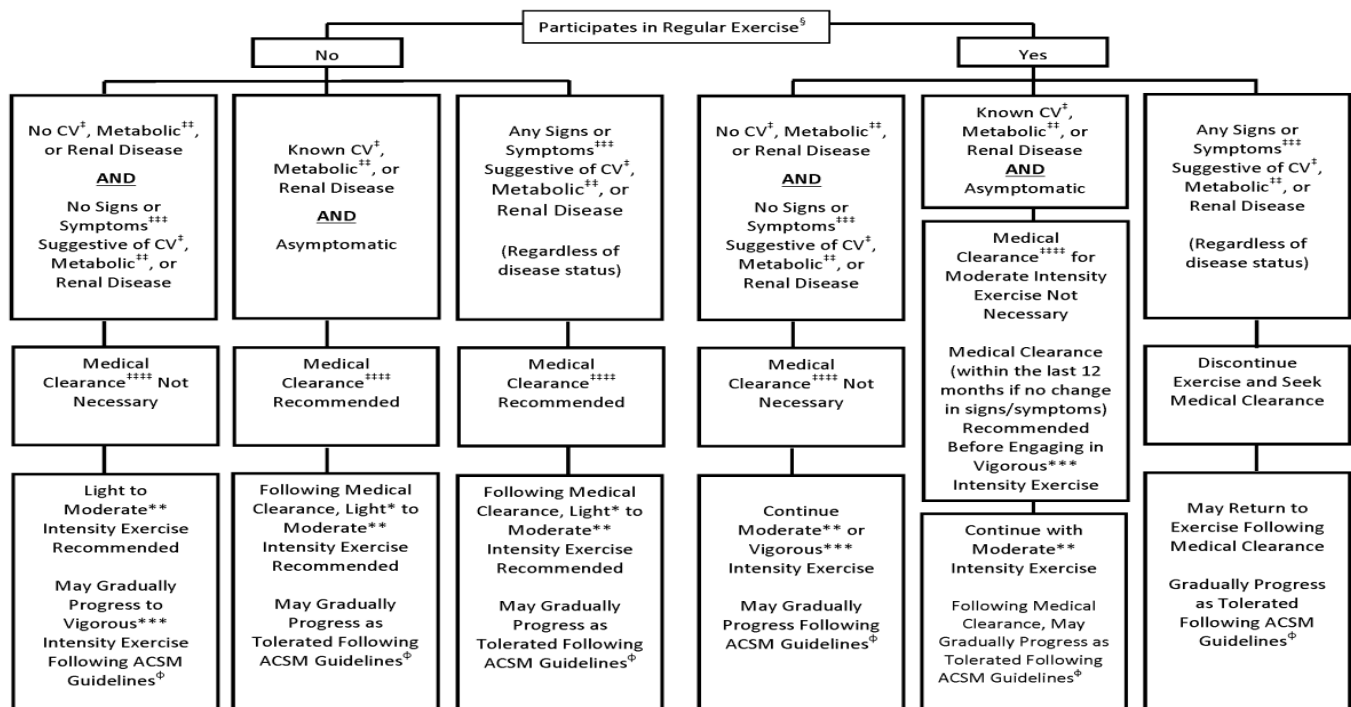 Participates in Regular Exercise§
No
Yes
No CV‡, Metabolic‡‡,
or Renal Disease
AND
No Signs or
Symptoms‡‡‡
Suggestive of CV‡,
Metabolic‡‡, or
Renal Disease
Known CV‡,
Metabolic‡‡, or
Renal Disease
AND
Asymptomatic
Any Signs or
Symptoms‡‡‡
Suggestive of CV‡,
Metabolic‡‡, or
Renal Disease
(Regardless of
disease status)
No CV‡, Metabolic‡‡,
or Renal Disease
AND
No Signs or
Symptoms‡‡‡
Suggestive of CV‡,
Metabolic‡‡, or
Renal Disease
Known CV‡,
Metabolic‡‡, or
Renal Disease
AND
Asymptomatic
Any Signs or
Symptoms‡‡‡
Suggestive of CV‡,
Metabolic‡‡, or
Renal Disease
(Regardless of
disease status)
Medical
Clearance‡‡‡‡ Not
Necessary
Medical
Clearance‡‡‡‡
Recommended
Medical
Clearance‡‡‡‡
Recommended
Medical
Clearance‡‡‡‡ Not
Necessary
Medical
Clearance‡‡‡‡ for
Moderate Intensity
Exercise Not
Necessary
Medical Clearance
(within the last 12
months if no change
in signs/symptoms)
Recommended
Before Engaging in
Vigorous***
Intensity Exercise
Discontinue
Exercise and Seek
Medical Clearance
Light to
Moderate**
Intensity Exercise
Recommended
May Gradually
Progress to
Vigorous***
Intensity Exercise
Following ACSM
Guidelinesᶲ
Following Medical
Clearance, Light* to
Moderate**
Intensity Exercise
Recommended
May Gradually
Progress as
Tolerated Following
ACSM Guidelinesᶲ
Following Medical
Clearance, Light* to
Moderate**
Intensity Exercise
Recommended
May Gradually
Progress as
Tolerated Following
ACSM Guidelinesᶲ
Continue
Moderate** or
Vigorous***
Intensity Exercise
May Gradually
Progress Following
ACSM Guidelinesᶲ
Continue with
Moderate**
Intensity Exercise
Following Medical
Clearance, May
Gradually Progress as
Tolerated Following
ACSM Guidelinesᶲ
May Return to
Exercise Following
Medical Clearance
Gradually Progress
as Tolerated
Following ACSM
Guidelinesᶲ